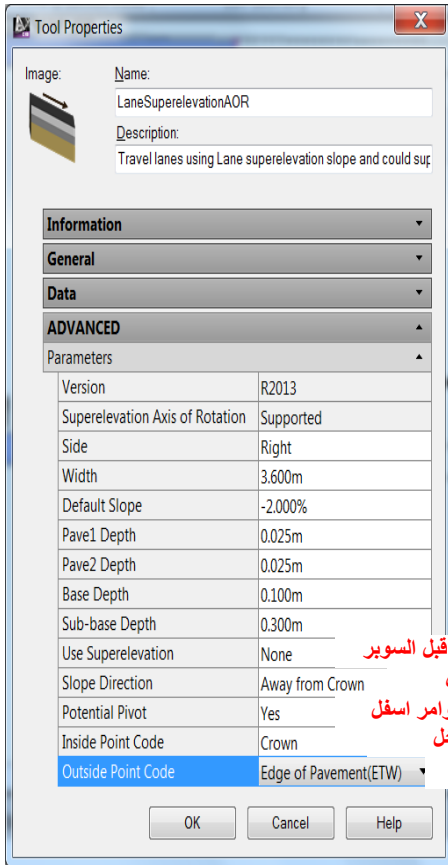 Tool Properties
X
Image:
Name:
LaneSuperelevationAOR
Description:
Travel lanes using Lane superelevation slope and could
Information
General
Data
ADVANCED
Parameters
Version R2013
Superelevation Axis of Rotation Supported
Side Right
Width 3.600m
Default Slope -2.000%
Pave1 Depth 0.025m
Pave2 Depth 0.025m
Base Depth 0.100m
Sub-base Depth 0.300m
قبل السوبر
Use Superelevation None
Slope Direction Away from Crown
اسفل
Potential Pivot Yes
Inside Point Code Crown
Outside Point Code Edge of Pavement(ETW)
OK Cancel Help